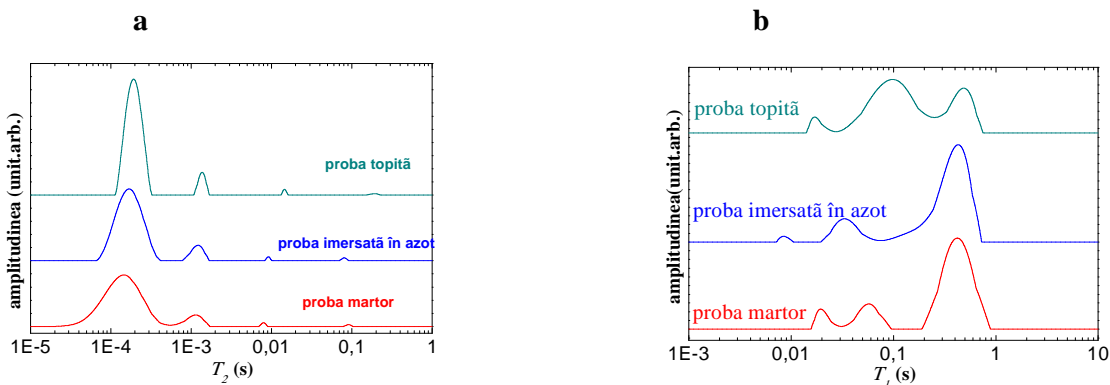 a
amplitudinea (unit.arb.)
proba topitã
proba imersatã în azot
proba martor
1E-5 1E-4 1E-3 0,01 0,1 1
T2 (s)
b
amplitudinea(unit.arb.)
proba topitã
proba imersatã în azot
proba martor
1E-3 0,01 0,1 1 10
T1 (s)